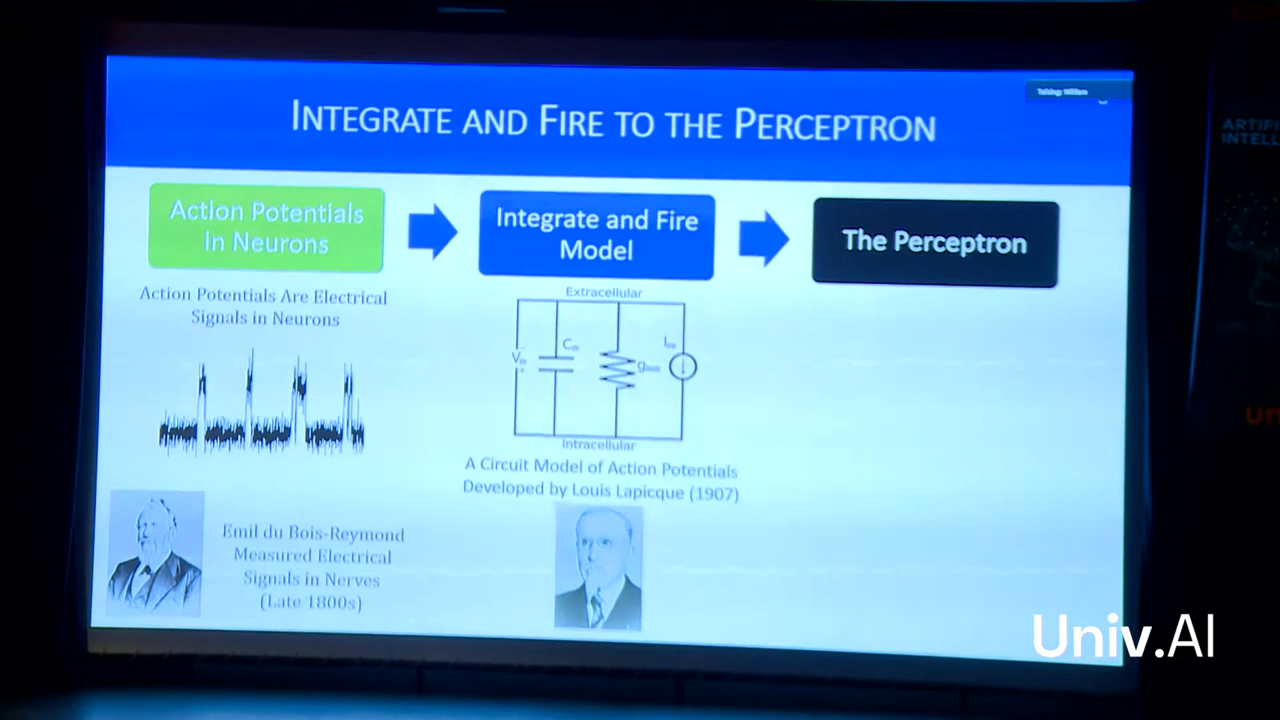 Talking: William
INTEGRATE AND FIRE TO THE PERCEPTRON
Action Potentials
in Neurons
Integrate and Fire
Model
The Perceptron
Action Potentials Are Electrical
Signals in Neurons
Extracellular
Intracellular
A Circuit Model of Action Potentials
Developed by Louis Lapicque (1907)
Emil du Bois-Reymond
Measured Electrical
Signals in Nerves
(Late 1800s)
Univ.AI